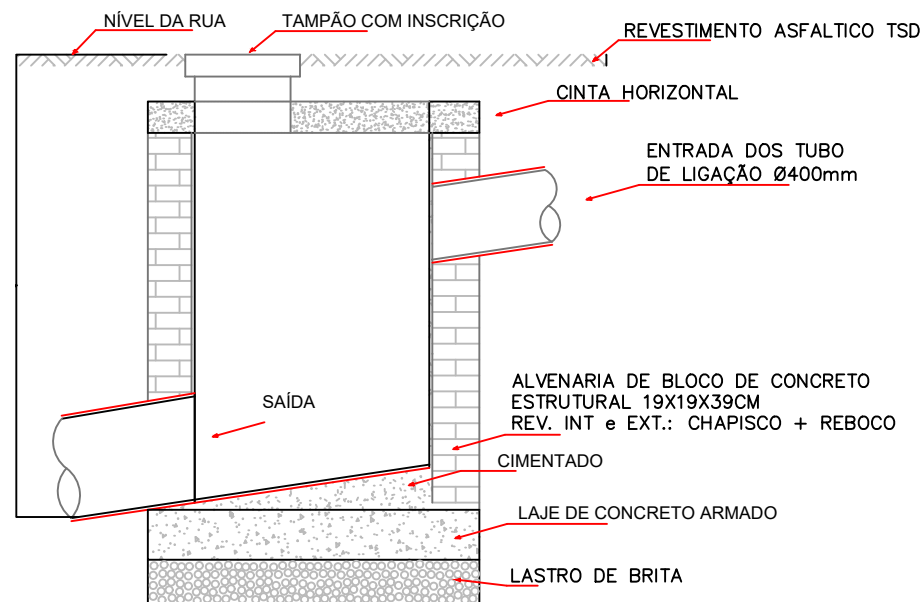 NÍVEL DA RUA
TAMPÃO COM INSCRIÇÃO
REVESTIMENTO ASFALTICO TSD
CINTA HORIZONTAL
ENTRADA DOS TUBO
DE LIGAÇÃO Ø400mm
ALVENARIA DE BLOCO DE CONCRETO
ESTRUTURAL 19X19X39CM
REV. INT e EXT.: CHAPISCO + REBOCO
SAÍDA
CIMENTADO
LAJE DE CONCRETO ARMADO
LASTRO DE BRITA